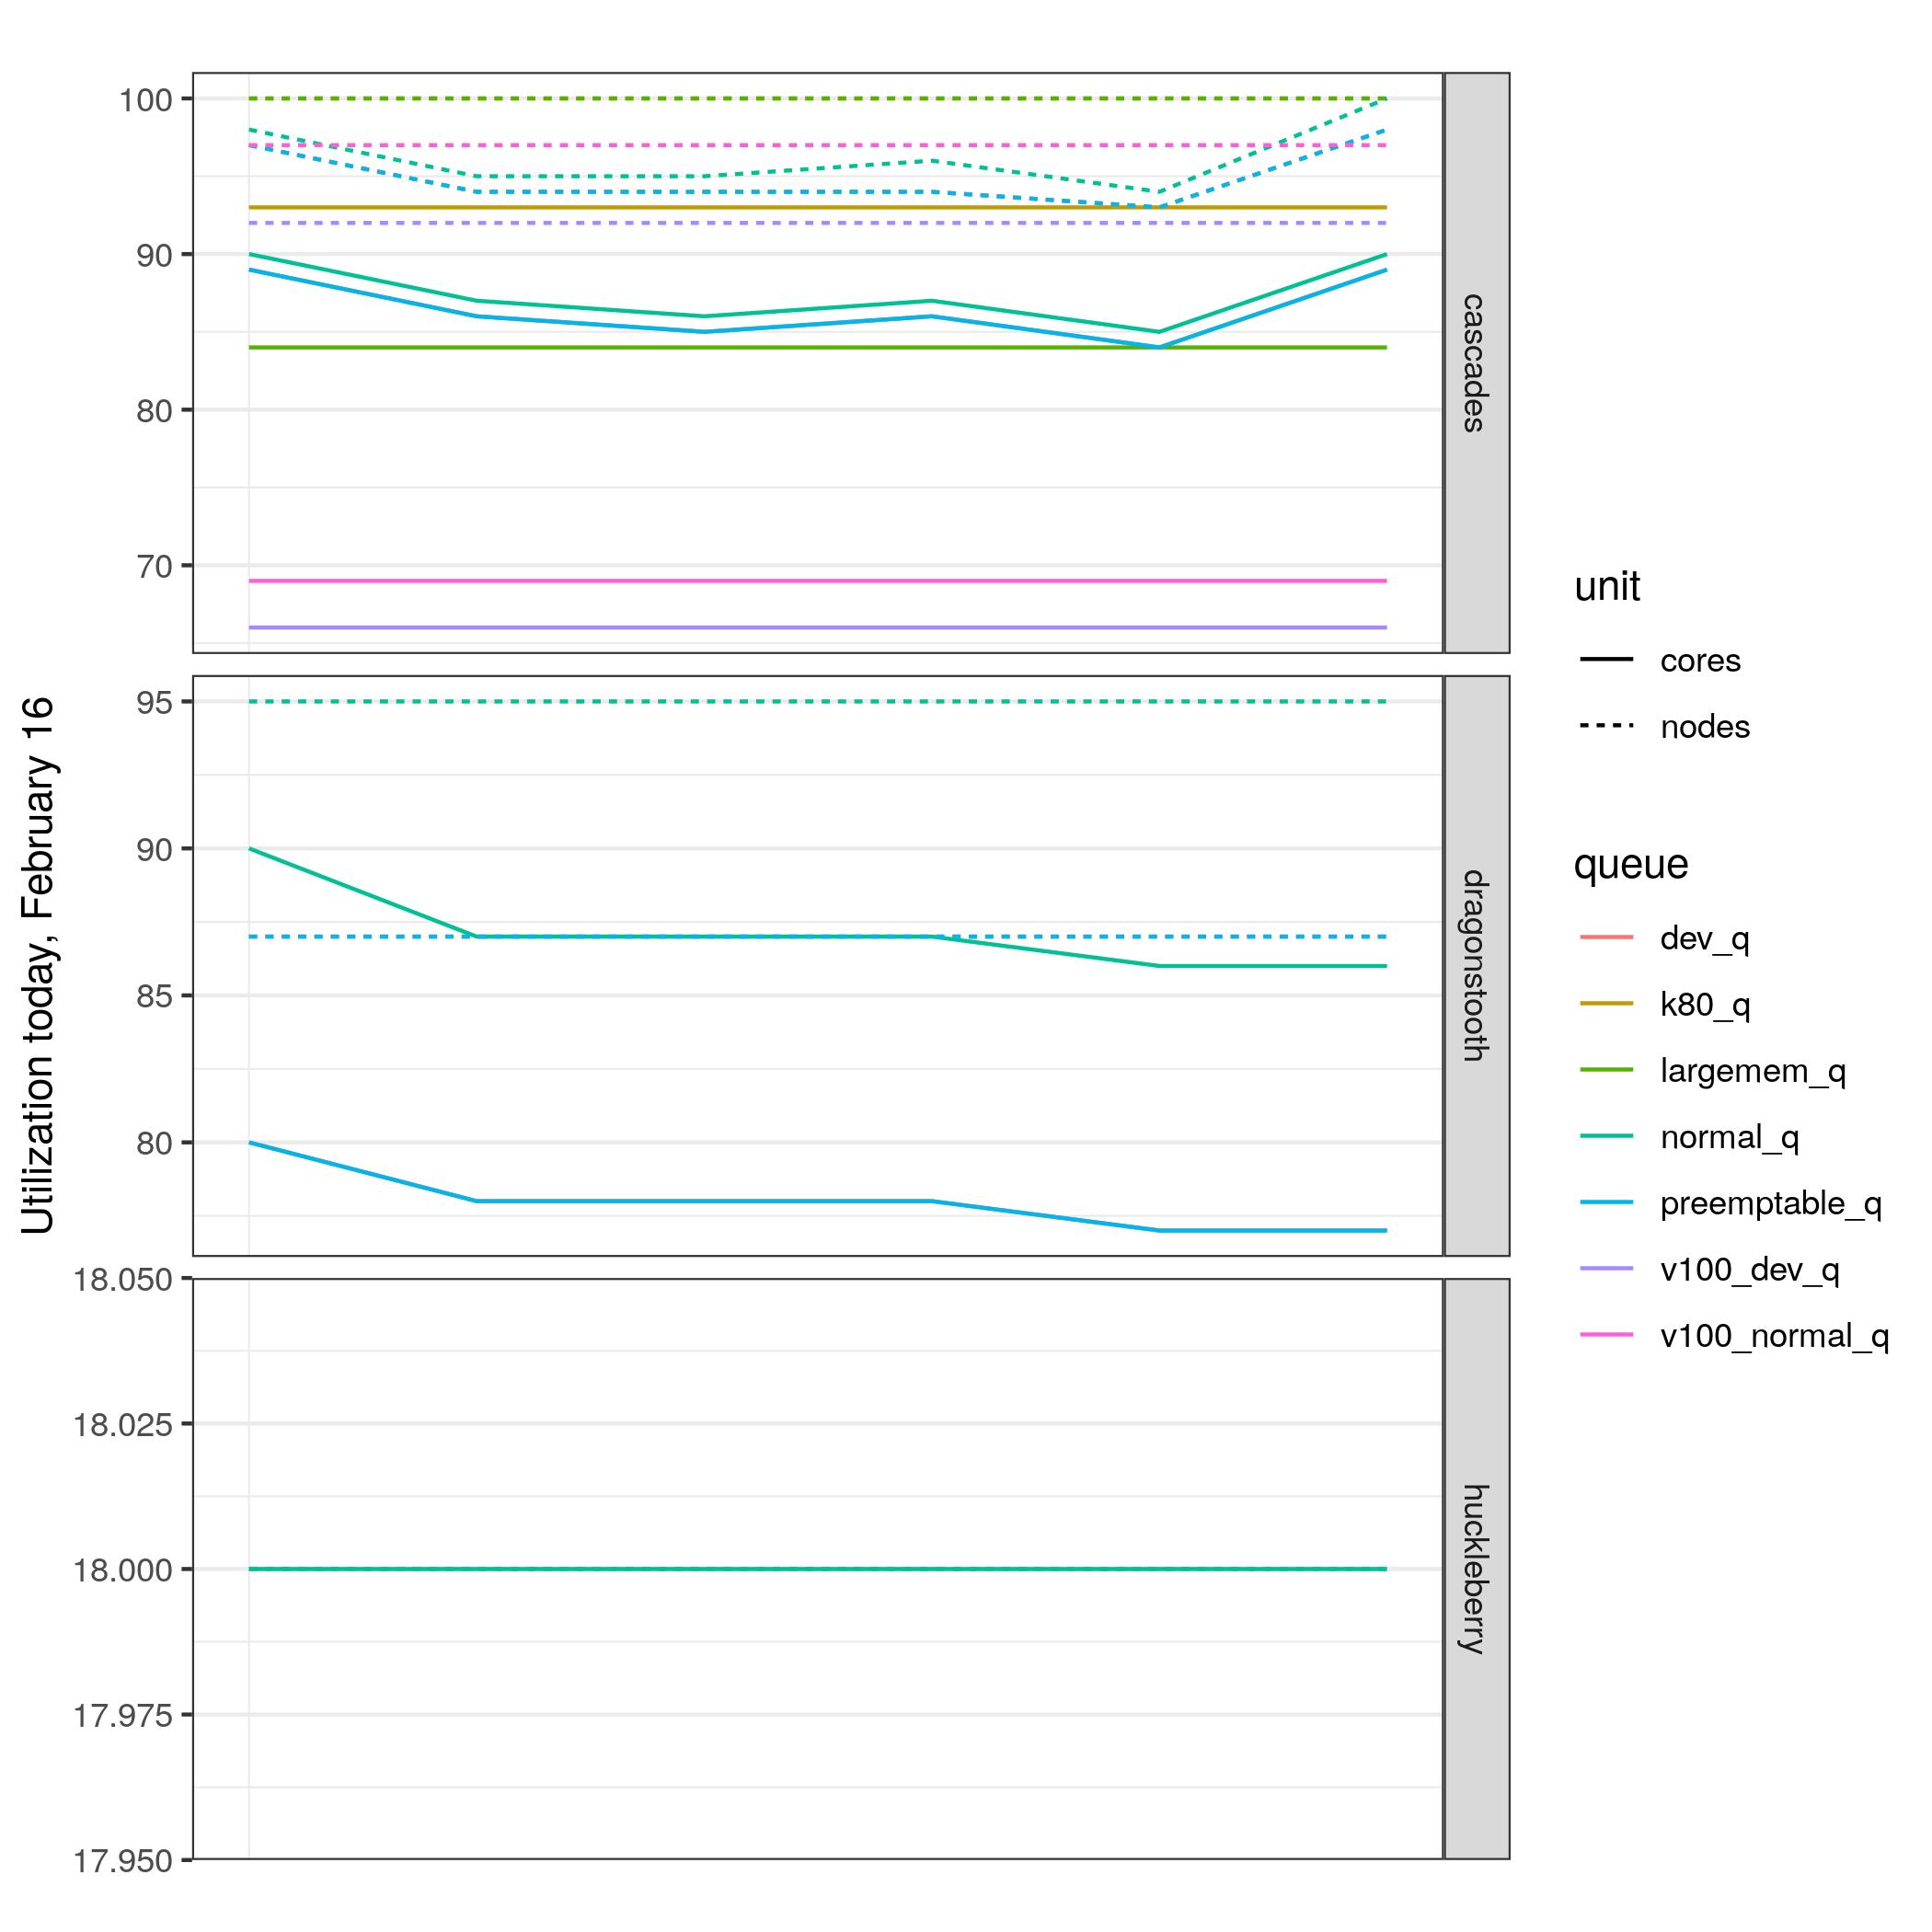 Utilization today, February 16
100
90
80
70
cascades
95
90
85
80
dragonstooth
18.050
18.025
18.000
17.975
17.950
huckleberry
unit
cores
nodes
queue
dev_q
k80_q
largemem_q
normal_q
preemptable_q
v100_dev_q
v100_normal_q